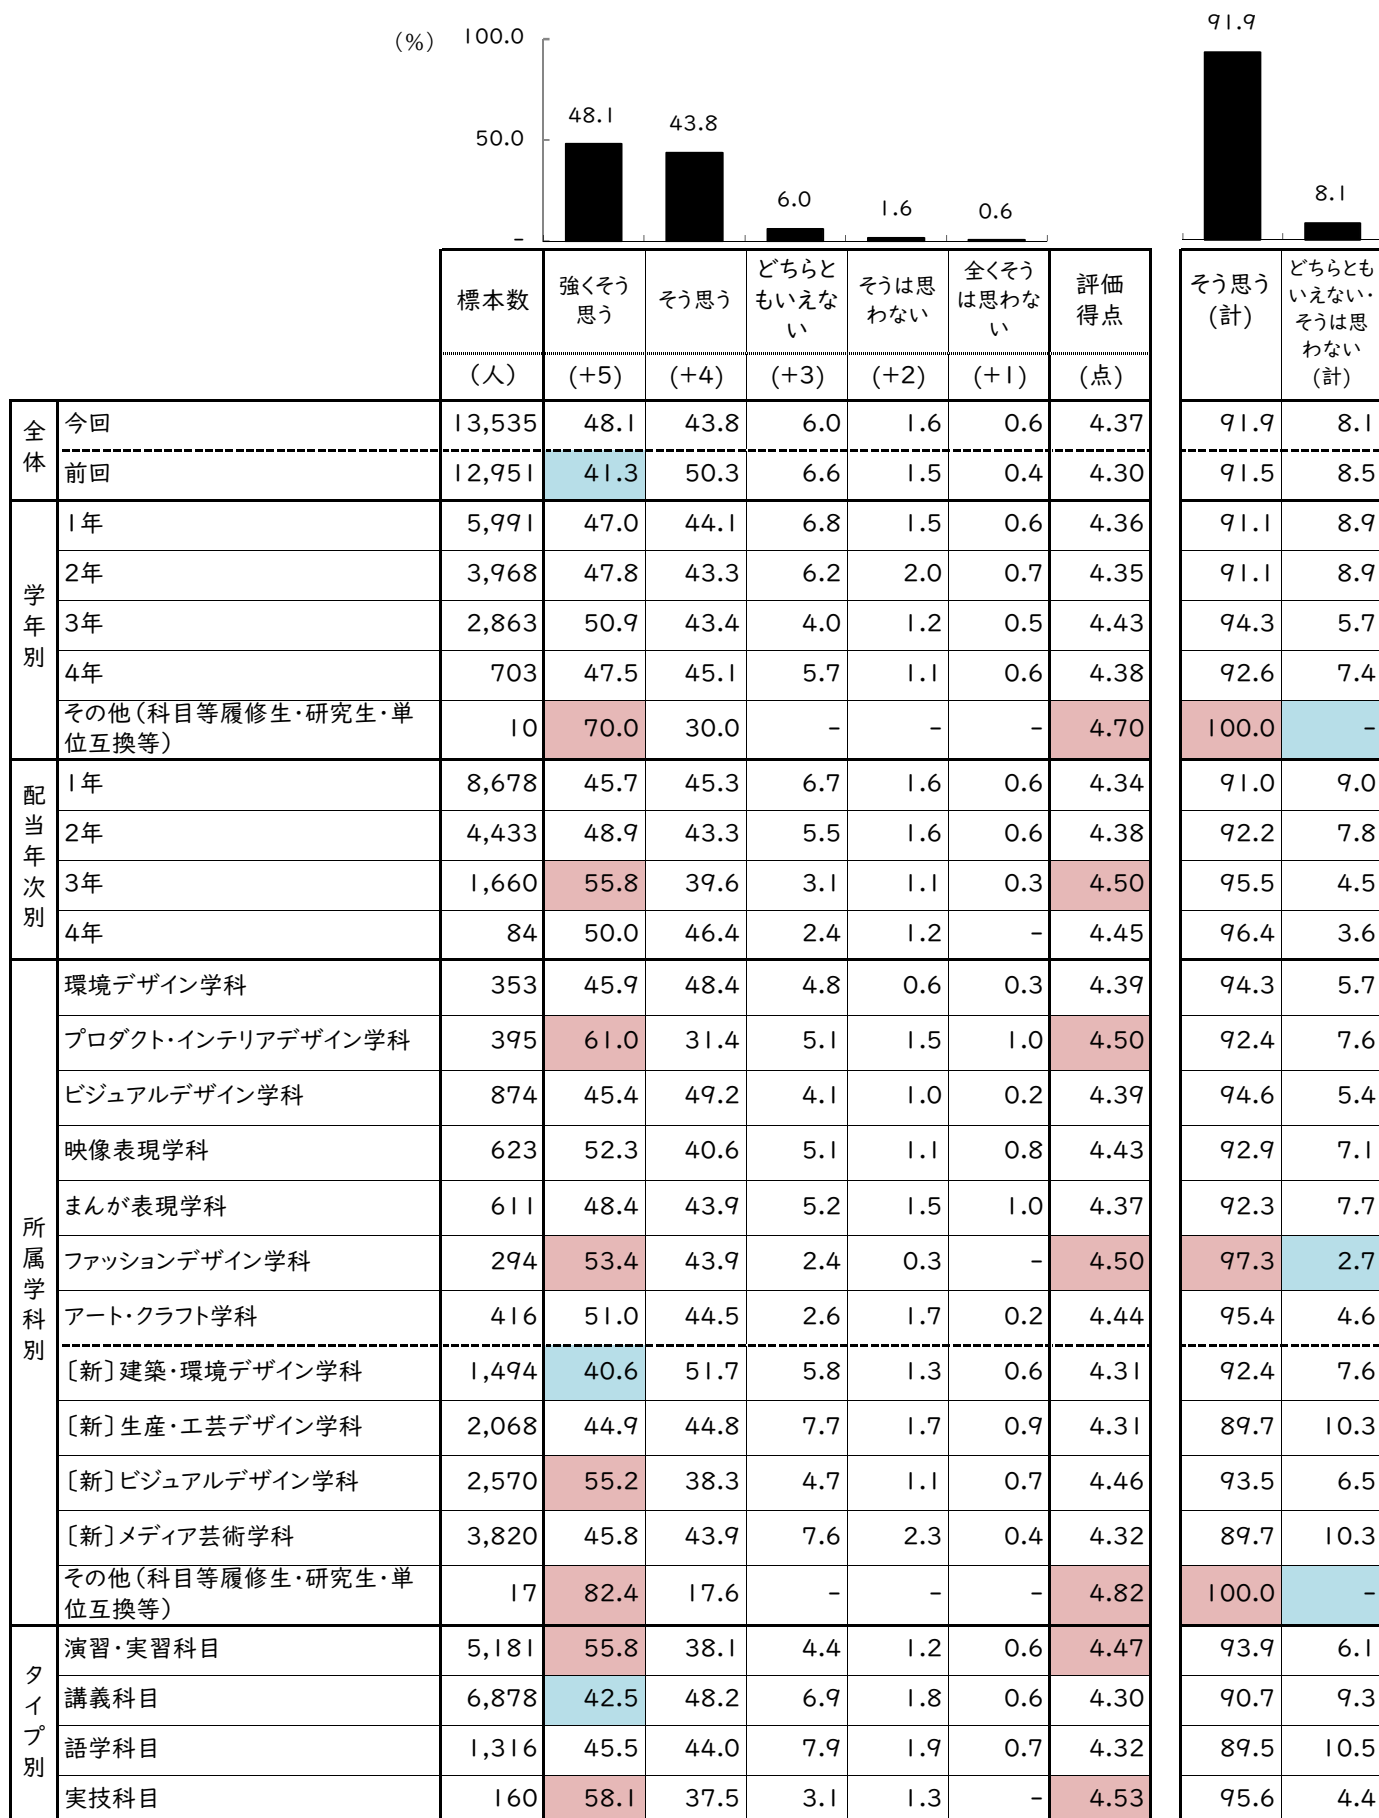 (%)
100.0
50.0
-
48.1
43.8
6.0
1.6
0.6
91.9
8.1
標本数
(人)
強くそう
思う
(+5)
そう思う
(+4)
どちらと
もいえな
い
(+3)
そうは思
わない
(+2)
全くそう
は思わな
い
(+1)
評価
得点
(点)
そう思う
(計)
どちらとも
いえない・
そうは思
わない
(計)
全体
今回 13,535 48.1 43.8 6.0 1.6 0.6 4.37 91.9 8.1
前回 12,951 41.3 50.3 6.6 1.5 0.4 4.30 91.5 8.5
学年別
1年 5,991 47.0 44.1 6.8 1.5 0.6 4.36 91.1 8.9
2年 3,968 47.8 43.3 6.2 2.0 0.7 4.35 91.1 8.9
3年 2,863 50.9 43.4 4.0 1.2 0.5 4.43 94.3 5.7
4年 703 47.5 45.1 5.7 1.1 0.6 4.38 92.6 7.4
その他(科目等履修生・研究生・単
位互換等) 10 70.0 30.0 - - - 4.70 100.0 -
配当年次別
1年 8,678 45.7 45.3 6.7 1.6 0.6 4.34 91.0 9.0
2年 4,433 48.9 43.3 5.5 1.6 0.6 4.38 92.2 7.8
3年 1,660 55.8 39.6 3.1 1.1 0.3 4.50 95.5 4.5
4年 84 50.0 46.4 2.4 1.2 - 4.45 96.4 3.6
所属学科別
環境デザイン学科 353 45.9 48.4 4.8 0.6 0.3 4.39 94.3 5.7
プロダクト・インテリアデザイン学科 395 61.0 31.4 5.1 1.5 1.0 4.50 92.4 7.6
ビジュアルデザイン学科 874 45.4 49.2 4.1 1.0 0.2 4.39 94.6 5.4
映像表現学科 623 52.3 40.6 5.1 1.1 0.8 4.43 92.9 7.1
まんが表現学科 611 48.4 43.9 5.2 1.5 1.0 4.37 92.3 7.7
ファッションデザイン学科 294 53.4 43.9 2.4 0.3 - 4.50 97.3 2.7
アート・クラフト学科 416 51.0 44.5 2.6 1.7 0.2 4.44 95.4 4.6
〔新〕建築・環境デザイン学科 1,494 40.6 51.7 5.8 1.3 0.6 4.31 92.4 7.6
〔新〕生産・工芸デザイン学科 2,068 44.9 44.8 7.7 1.7 0.9 4.31 89.7 10.3
〔新〕ビジュアルデザイン学科 2,570 55.2 38.3 4.7 1.1 0.7 4.46 93.5 6.5
〔新〕メディア芸術学科 3,820 45.8 43.9 7.6 2.3 0.4 4.32 89.7 10.3
その他(科目等履修生・研究生・単
位互換等) 17 82.4 17.6 - - - 4.82 100.0 -
タイプ別
演習・実習科目 5,181 55.8 38.1 4.4 1.2 0.6 4.47 93.9 6.1
講義科目 6,878 42.5 48.2 6.9 1.8 0.6 4.30 90.7 9.3
語学科目 1,316 45.5 44.0 7.9 1.9 0.7 4.32 89.5 10.5
実技科目 160 58.1 37.5 3.1 1.3 - 4.53 95.6 4.4